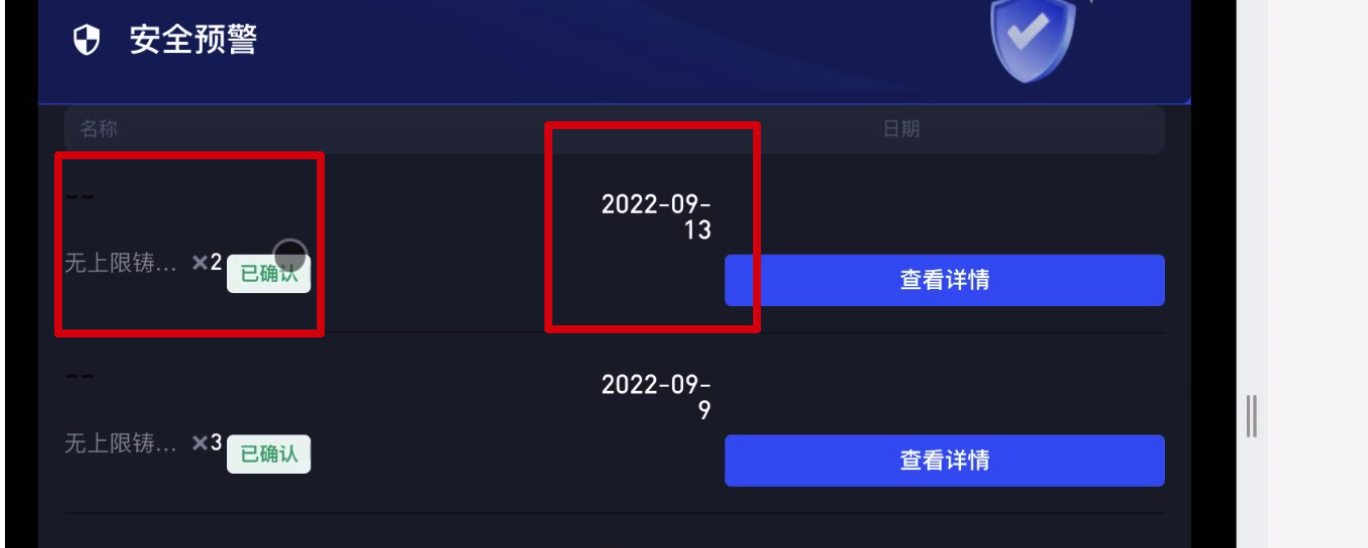 安全预警
名称 日期
--
2022-09-
13
无上限铸... ×2 已确认
查看详情
--
2022-09-
9
无上限铸... ×3 已确认
查看详情